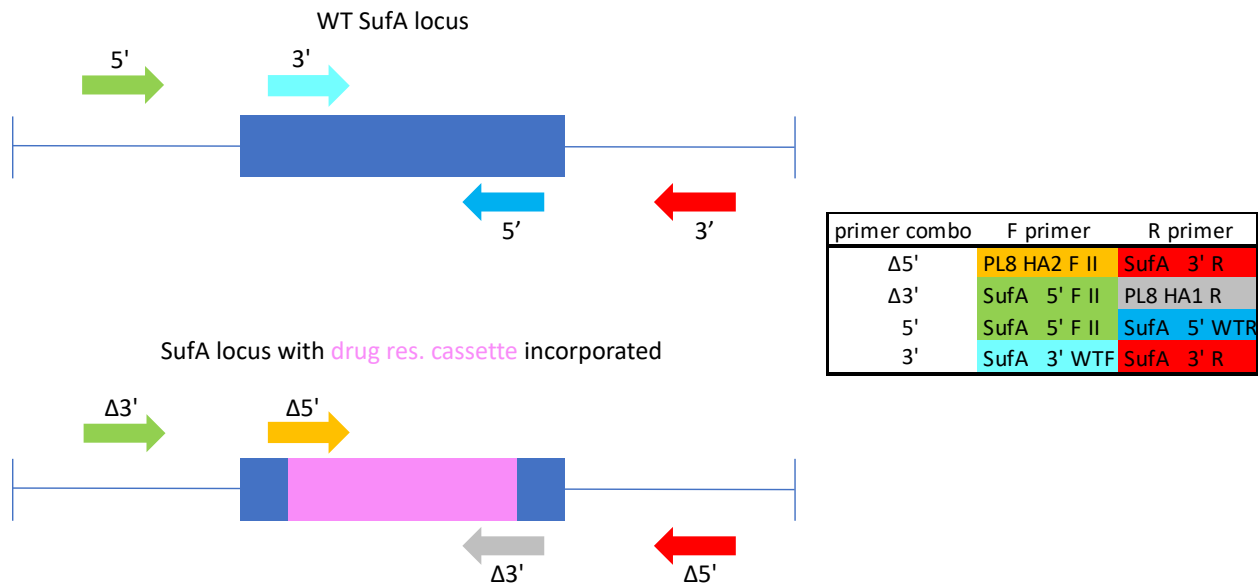 WT SufA locus
5'
3'
5’
3’
primer combo F primer R primer
Δ5' PL8 HA2 F II SufA 3' R
Δ3' SufA 5' F II PL8 HA1 R
5' SufA 5' F II SufA 5' WTR
3' SufA 3' WTF SufA 3' R
SufA locus with drug res. cassette incorporated
Δ3'
Δ5'
Δ3'
Δ5'